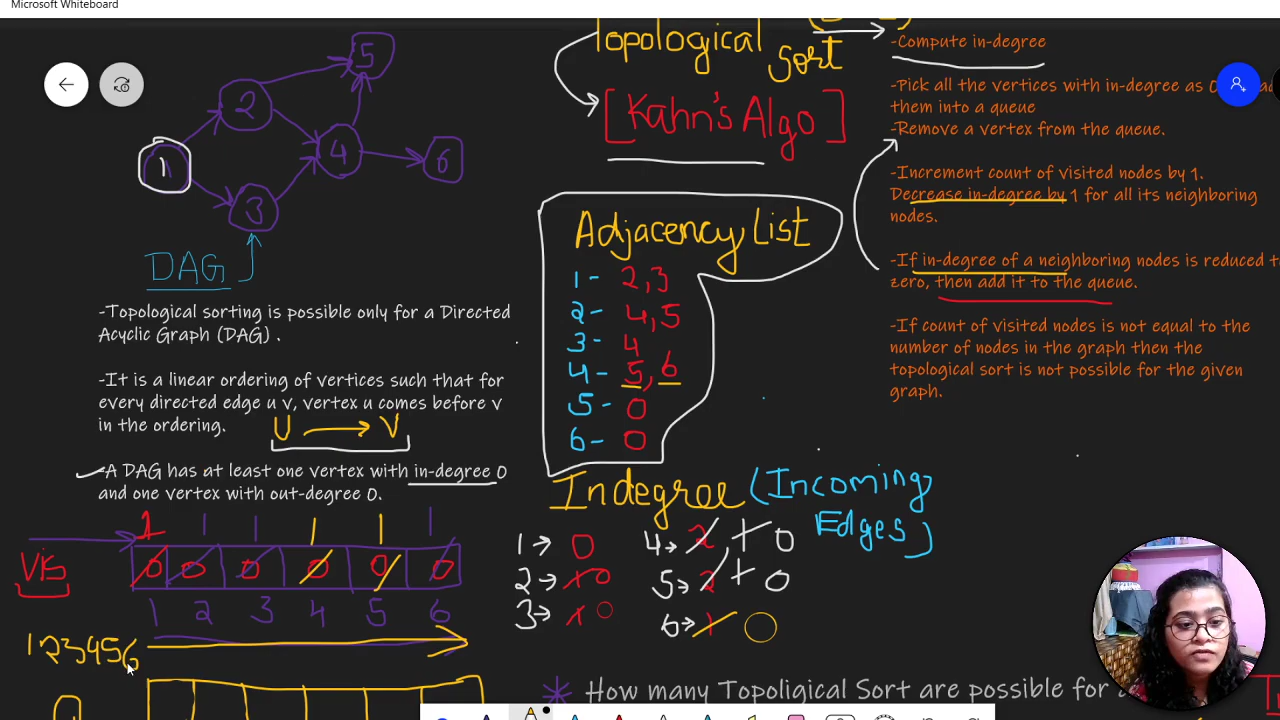 Microsoft Whiteboard
5
2
1
4
6
3
DAG
-Topological sorting is possible only for a Directed
Acyclic Graph (DAG) .
-It is a linear ordering of vertices such that for
every directed edge u v, vertex u comes before v
in the ordering.
U → V
-A DAG has at least one vertex with in-degree 0
and one vertex with out-degree 0.
1 1 1 1 1 1
VIS 0 0 0 0 0 0
1 2 3 4 5 6
123456
Topological
Sort
[Kahn's Algo]
Adjacency List
1- 2,3
2- 4,5
3- 4
4- 5,6
5- 0
6- 0
Indegree (Incoming
Edges)
1→ 0
2→ 1 0
3→ 1 0
4→ 2, 1 0
5→ 2 1 0
6→ 1 0
-Compute in-degree
-Pick all the vertices with in-degree as 0
them into a queue
-Remove a vertex from the queue.
-Increment count of visited nodes by 1.
Decrease in-degree by 1 for all its neighboring
nodes.
-If in-degree of a neighboring nodes is reduced
zero, then add it to the queue.
-If count of visited nodes is not equal to the
number of nodes in the graph then the
topological sort is not possible for the given
graph.
How many Topoligical Sort are possible for